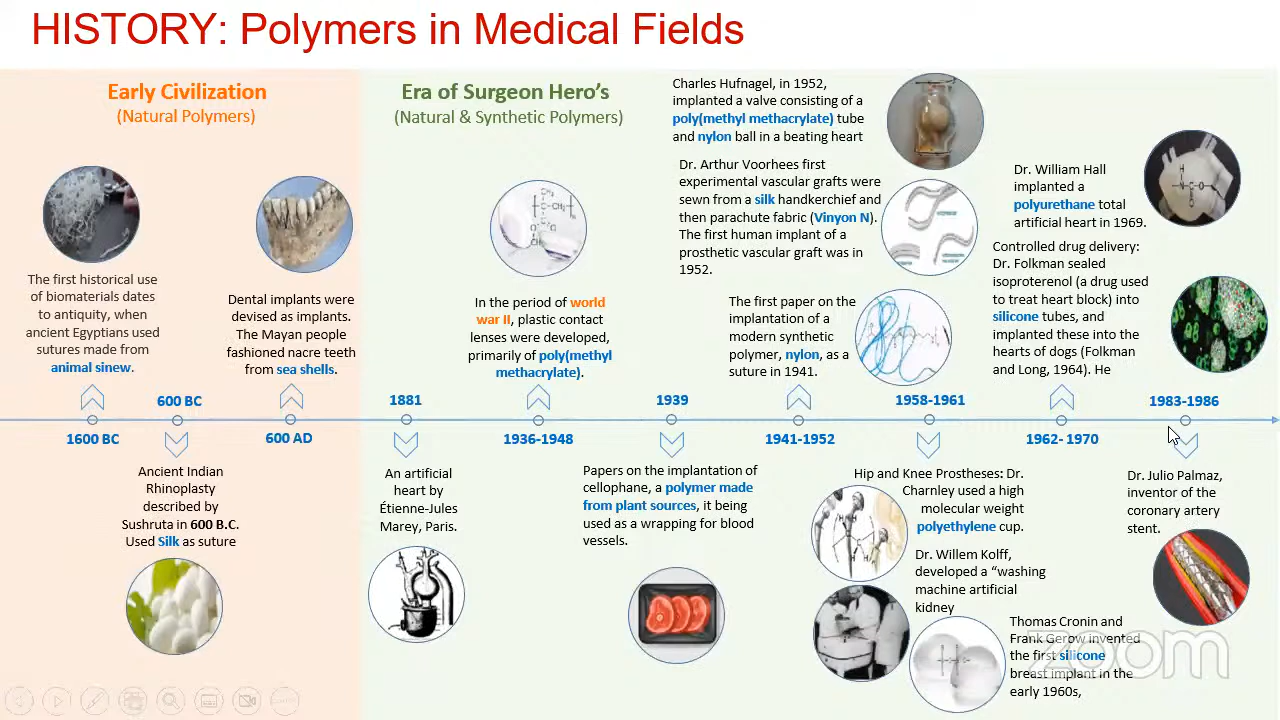 HISTORY: Polymers in Medical Fields
Early Civilization
(Natural Polymers)
Era of Surgeon Hero's
(Natural & Synthetic Polymers)
The first historical use
of biomaterials dates
to antiquity, when
ancient Egyptians used
sutures made from
animal sinew.
Dental implants were
devised as implants.
The Mayan people
fashioned nacre teeth
from sea shells.
In the period of world
war II, plastic contact
lenses were developed,
primarily of poly(methyl
methacrylate).
Charles Hufnagel, in 1952,
implanted a valve consisting of a
poly(methyl methacrylate) tube
and nylon ball in a beating heart
Dr. Arthur Voorhees first
experimental vascular grafts were
sewn from a silk handkerchief and
then parachute fabric (Vinyon N).
The first human implant of a
prosthetic vascular graft was in
1952.
The first paper on the
implantation of a
modern synthetic
polymer, nylon, as a
suture in 1941.
Dr. William Hall
implanted a
polyurethane total
artificial heart in 1969.
Controlled drug delivery:
Dr. Folkman sealed
isoproterenol (a drug used
to treat heart block) into
silicone tubes, and
implanted these into the
hearts of dogs (Folkman
and Long, 1964). He
1600 BC
600 BC
600 AD
1881
1936-1948
1939
1941-1952
1958-1961
1962- 1970
1983-1986
Ancient Indian
Rhinoplasty
described by
Sushruta in 600 B.C.
Used Silk as suture
An artificial
heart by
Étienne-Jules
Marey, Paris.
Papers on the implantation of
cellophane, a polymer made
from plant sources, it being
used as a wrapping for blood
vessels.
Hip and Knee Prostheses: Dr.
Charnley used a high
molecular weight
polyethylene cup.
Dr. Willem Kolff,
developed a “washing
machine artificial
kidney
Thomas Cronin and
Frank Gerow invented
the first silicone
breast implant in the
early 1960s,
Dr. Julio Palmaz,
inventor of the
coronary artery
stent.
zoom